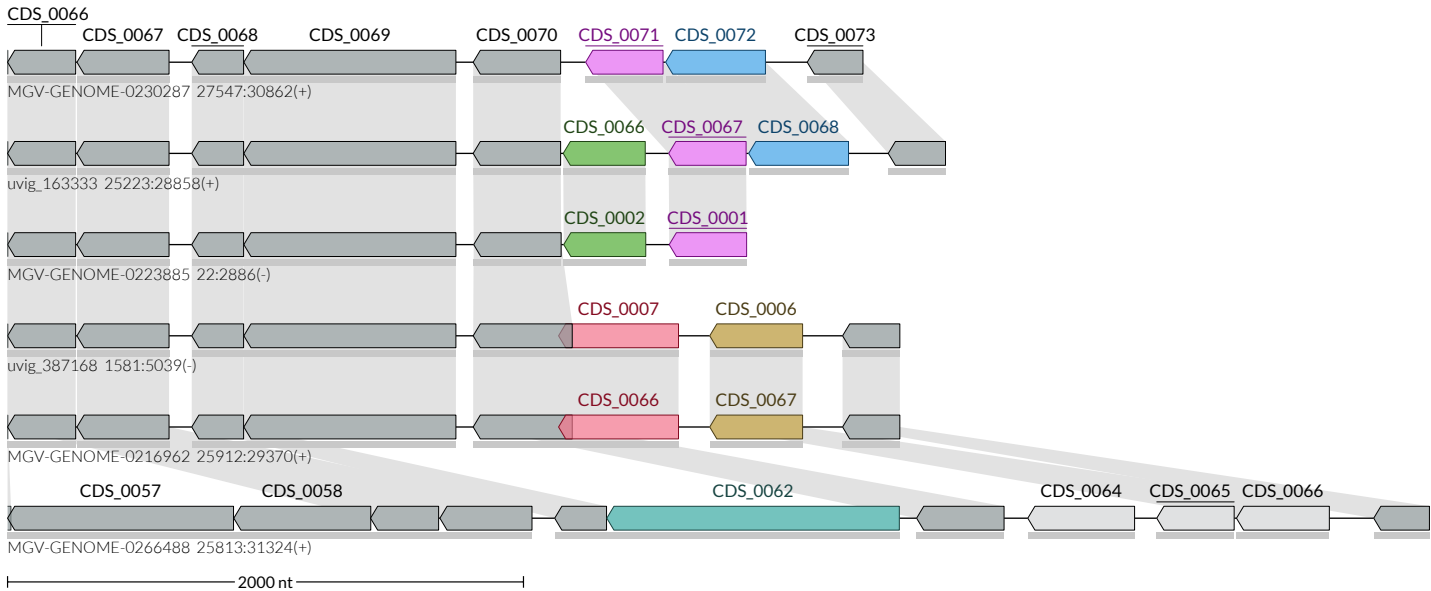 CDS_0066
CDS_0067 CDS_0068 CDS_0069 CDS_0070 CDS_0071 CDS_0072 CDS_0073
MGV-GENOME-0230287 27547:30862(+)
CDS_0066 CDS_0067 CDS_0068
uvig_163333 25223:28858(+)
CDS_0002 CDS_0001
MGV-GENOME-0223885 22:2886(-)
CDS_0007 CDS_0006
uvig_387168 1581:5039(-)
CDS_0066 CDS_0067
MGV-GENOME-0216962 25912:29370(+)
CDS_0057 CDS_0058 CDS_0062 CDS_0064 CDS_0065 CDS_0066
MGV-GENOME-0266488 25813:31324(+)
2000 nt